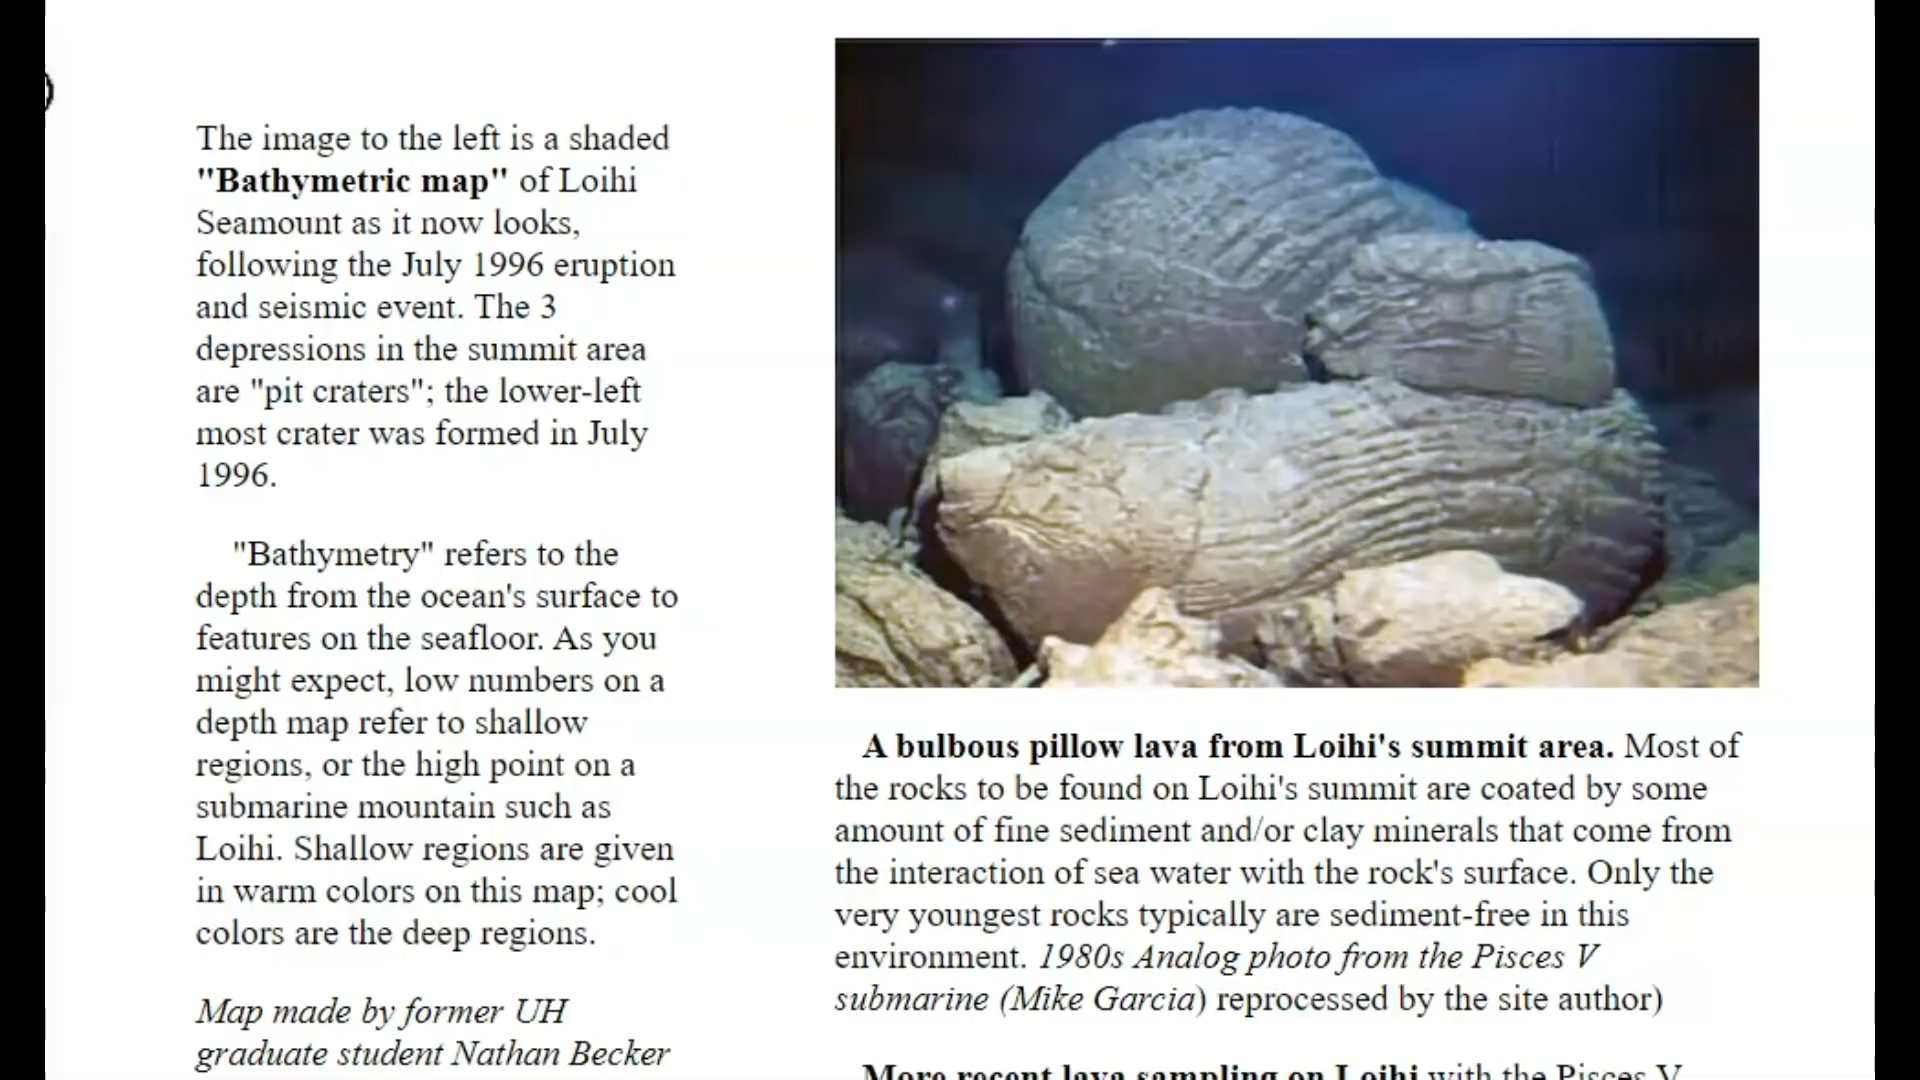 The image to the left is a shaded
"Bathymetric map" of Loihi
Seamount as it now looks,
following the July 1996 eruption
and seismic event. The 3
depressions in the summit area
are "pit craters"; the lower-left
most crater was formed in July
1996.
"Bathymetry" refers to the
depth from the ocean's surface to
features on the seafloor. As you
might expect, low numbers on a
depth map refer to shallow
regions, or the high point on a
submarine mountain such as
Loihi. Shallow regions are given
in warm colors on this map; cool
colors are the deep regions.
Map made by former UH
graduate student Nathan Becker
A bulbous pillow lava from Loihi's summit area. Most of
the rocks to be found on Loihi's summit are coated by some
amount of fine sediment and/or clay minerals that come from
the interaction of sea water with the rock's surface. Only the
very youngest rocks typically are sediment-free in this
environment. 1980s Analog photo from the Pisces V
submarine (Mike Garcia) reprocessed by the site author)
More recent lava sampling on Loihi with the Pisces V